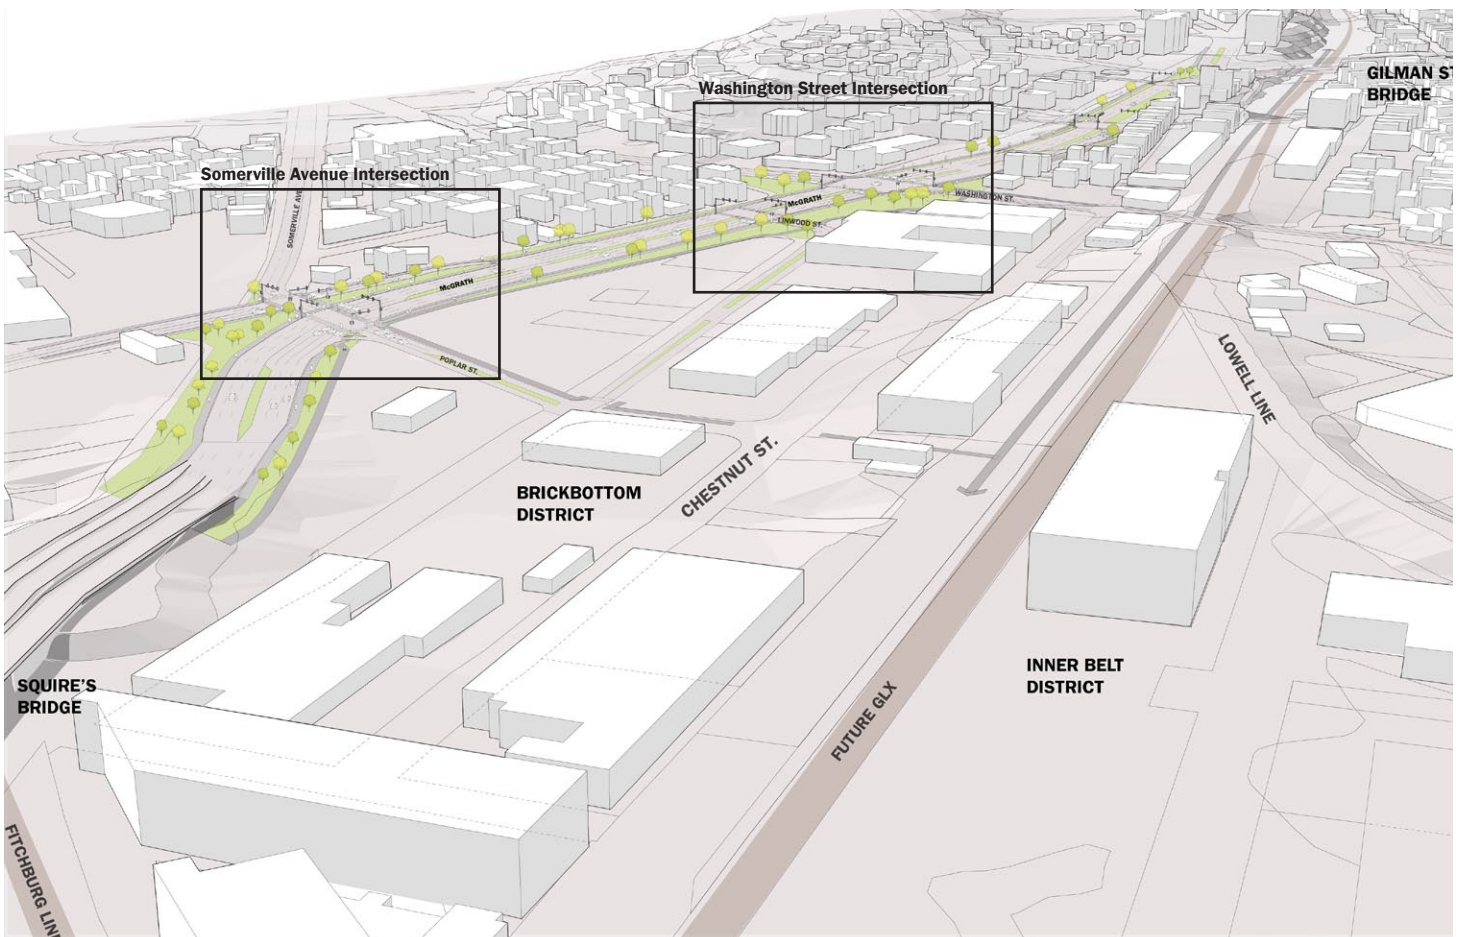 GILMAN ST
BRIDGE
Washington Street Intersection
Somerville Avenue Intersection
SOMERVILLE AVE
McGRATH
LINWOOD ST.
WASHINGTON ST.
McGRATH
POPLAR ST.
LOWELL LINE
CHESTNUT ST.
BRICKBOTTOM
DISTRICT
INNER BELT
DISTRICT
SQUIRE'S
BRIDGE
FUTURE GLX
FITCHBURG LINE